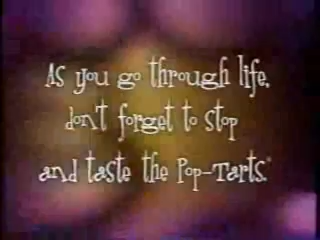 As you go through life,
don't forget to stop
and taste the Pop-Tarts.®